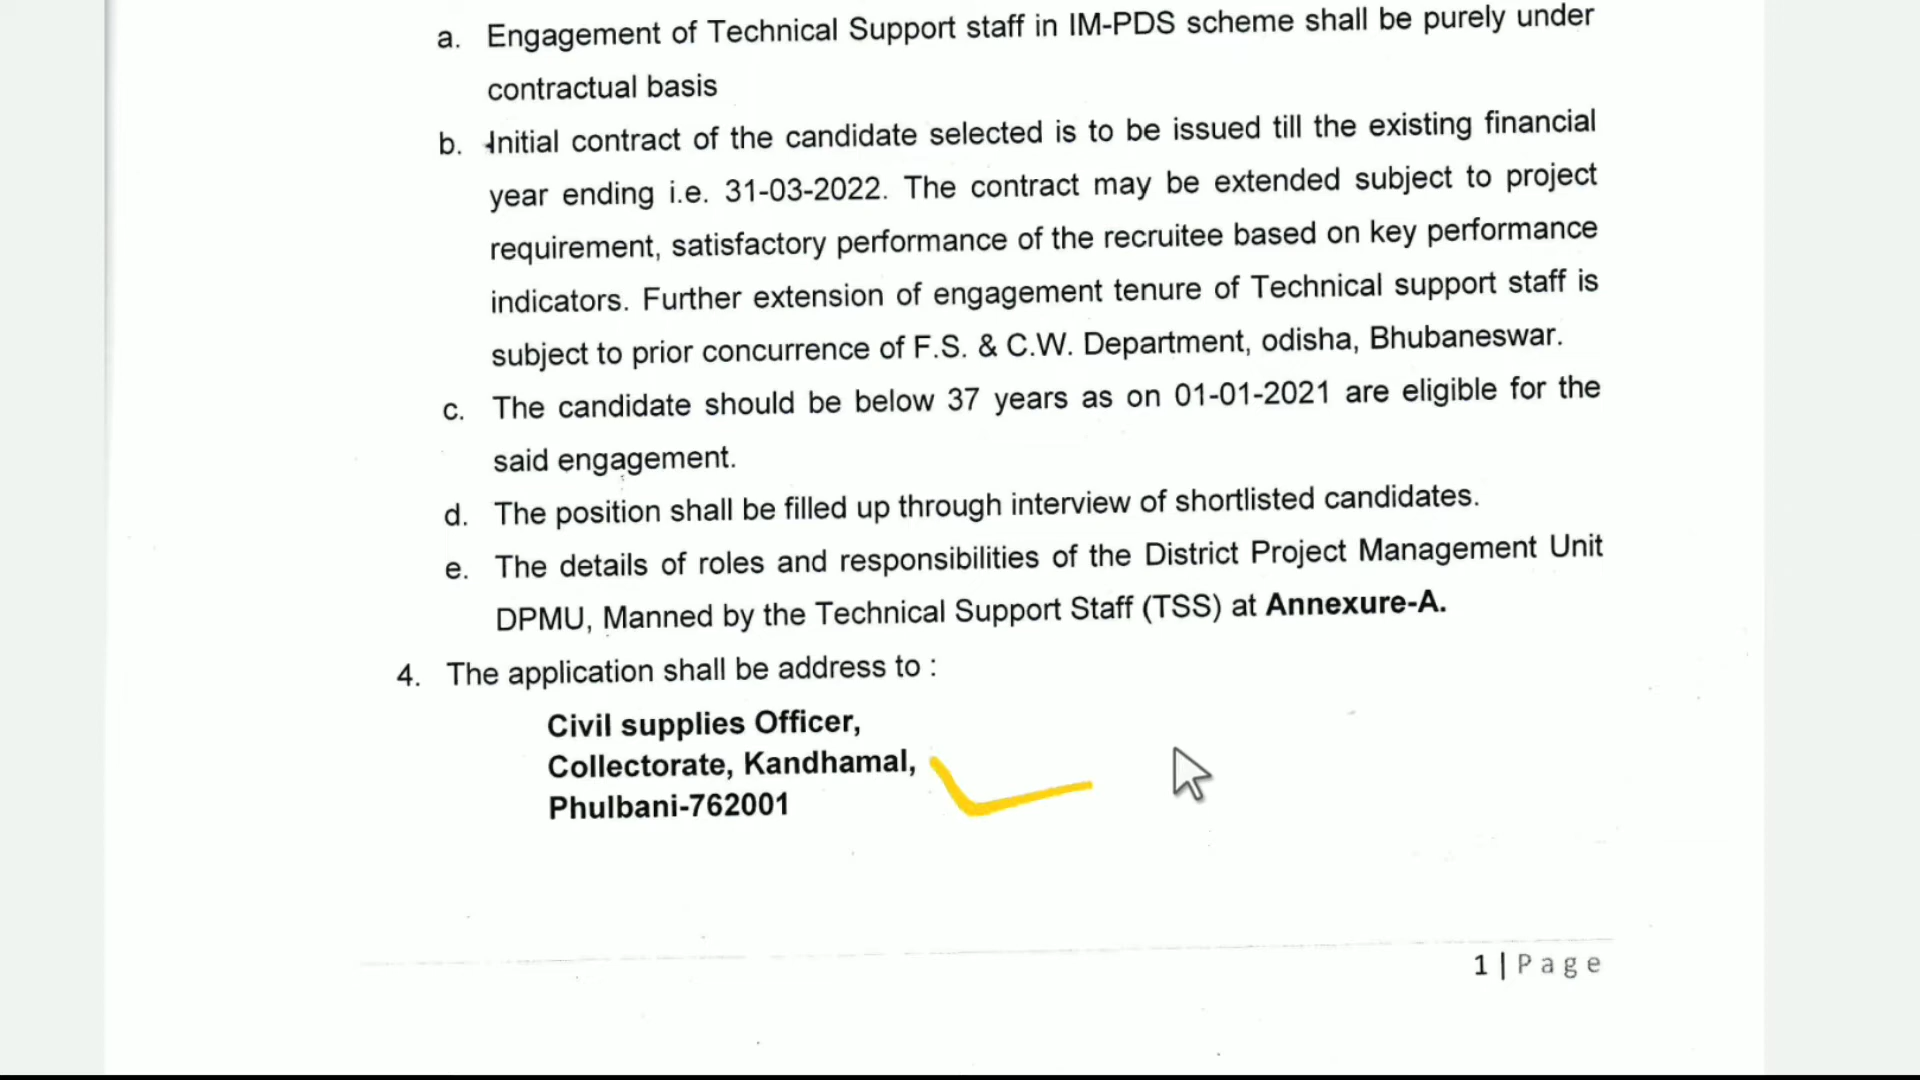 a. Engagement of Technical Support staff in IM-PDS scheme shall be purely under
contractual basis
b. Initial contract of the candidate selected is to be issued till the existing financial
year ending i.e. 31-03-2022. The contract may be extended subject to project
requirement, satisfactory performance of the recruitee based on key performance
indicators. Further extension of engagement tenure of Technical support staff is
subject to prior concurrence of F.S. & C.W. Department, odisha, Bhubaneswar.
c. The candidate should be below 37 years as on 01-01-2021 are eligible for the
said engagement.
d. The position shall be filled up through interview of shortlisted candidates.
e. The details of roles and responsibilities of the District Project Management Unit
DPMU, Manned by the Technical Support Staff (TSS) at Annexure-A.
4. The application shall be address to :
Civil supplies Officer,
Collectorate, Kandhamal,
Phulbani-762001
1 | Page